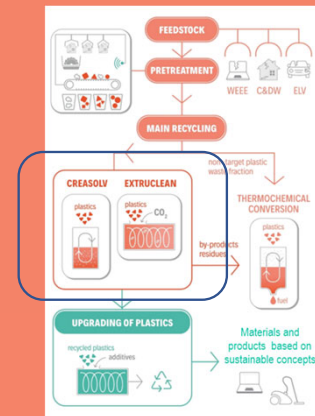 FEEDSTOCK
PRETREATMENT
WEEE C&DW ELV
MAIN RECYCLING
non-target plastic
waste fraction
CREASOLV EXTRUCLEAN
plastics
plastics
CO2
THERMOCHEMICAL
CONVERSION
plastics
fuel
by-products
residues
UPGRADING OF PLASTICS
recycled plastics
additives
Materials and
products based on
sustainable concepts